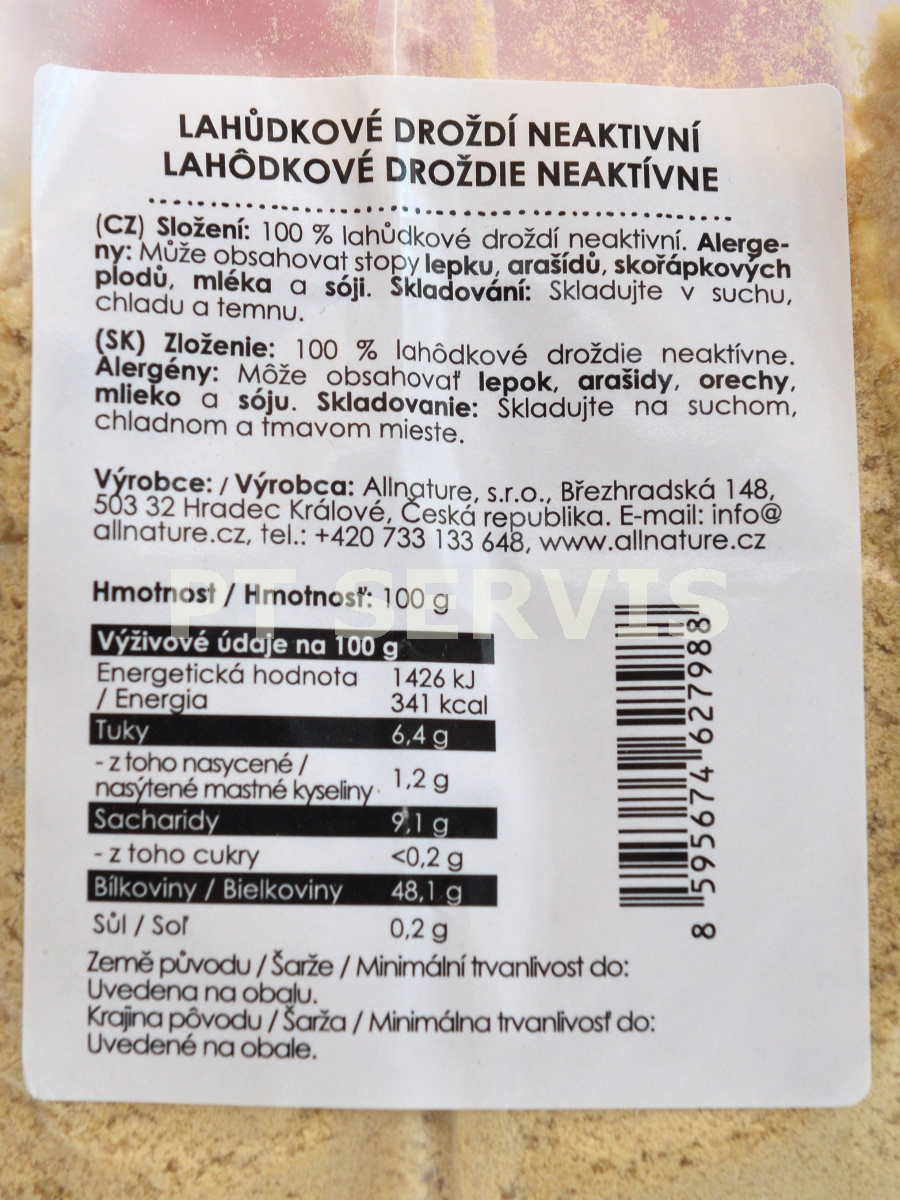 LAHŮDKOVÉ DROŽDÍ NEAKTIVNÍ
LAHÔDKOVÉ DROŽDIE NEAKTÍVNE
(CZ) Složení: 100 % lahůdkové droždí neaktivní. Alerge-
ny: Může obsahovat stopy lepku, arašídů, skořápkových
plodů, mléka a sóji. Skladování: Skladujte v suchu,
chladu a temnu.
(SK) Zloženie: 100 % lahôdkové droždie neaktívne.
Alergény: Môže obsahovať lepok, arašidy, orechy,
mlieko a sóju. Skladovanie: Skladujte na suchom,
chladnom a tmavom mieste.
Výrobce: / Výrobca: Allnature, s.r.o., Březhradská 148,
503 32 Hradec Králové, Česká republika. E-mail: info@
allnature.cz, tel.: +420 733 133 648, www.allnature.cz
PT SERVIS
Hmotnost / Hmotnosť: 100 g
Výživové údaje na 100 g
Energetická hodnota 1426 kJ
/ Energia 341 kcal
Tuky 6,4 g
- z toho nasycené /
nasýtené mastné kyseliny 1,2 g
Sacharidy 9,1 g
- z toho cukry <0,2 g
Bílkoviny / Bielkoviny 48,1 g
Sůl / Soľ 0,2 g
8 595674 627988
Země původu / Šarže / Minimální trvanlivost do:
Uvedena na obalu.
Krajina pôvodu / Šarža / Minimálna trvanlivosť do:
Uvedené na obale.